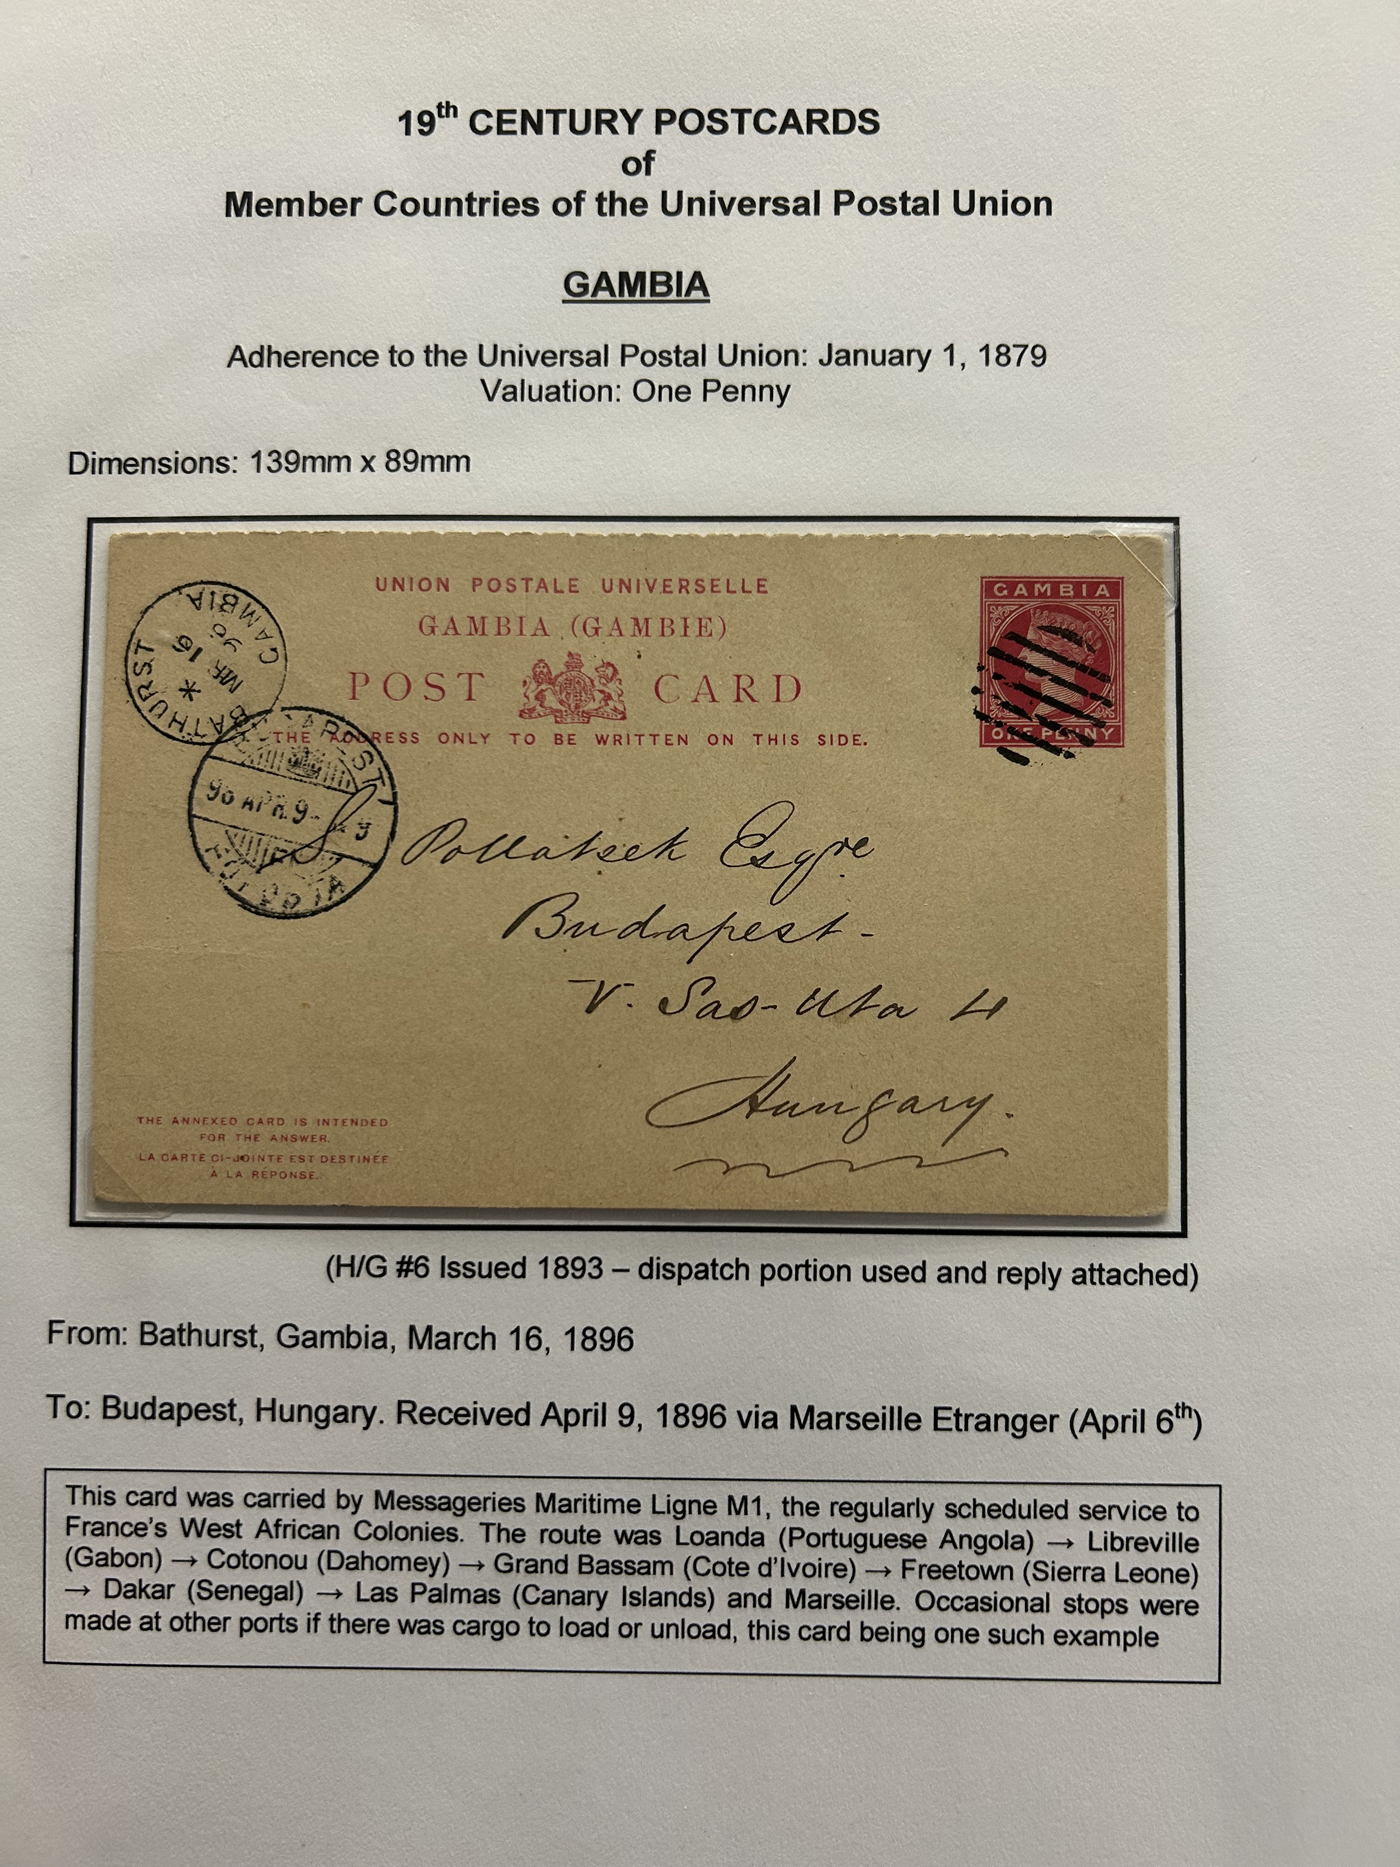 19th CENTURY POSTCARDS
of
Member Countries of the Universal Postal Union
GAMBIA
Adherence to the Universal Postal Union: January 1, 1879
Valuation: One Penny
Dimensions: 139mm x 89mm
UNION POSTALE UNIVERSELLE
GAMBIA (GAMBIE)
POST CARD
THE ADDRESS ONLY TO BE WRITTEN ON THIS SIDE.
GAMBIA
ONE PENNY
BATHURST
GAMBIA
MR 16
96
96 APR. 9
S Pollatsek Esqre
Budapest -
V. Sas-Uta 4
Hungary.
THE ANNEXED CARD IS INTENDED
FOR THE ANSWER.
LA CARTE CI-JOINTE EST DESTINÉE
À LA RÉPONSE.
(H/G #6 Issued 1893 – dispatch portion used and reply attached)
From: Bathurst, Gambia, March 16, 1896
To: Budapest, Hungary. Received April 9, 1896 via Marseille Etranger (April 6th)
This card was carried by Messageries Maritime Ligne M1, the regularly scheduled service to
France's West African Colonies. The route was Loanda (Portuguese Angola) → Libreville
(Gabon) → Cotonou (Dahomey) → Grand Bassam (Cote d'Ivoire) → Freetown (Sierra Leone)
→ Dakar (Senegal) → Las Palmas (Canary Islands) and Marseille. Occasional stops were
made at other ports if there was cargo to load or unload, this card being one such example